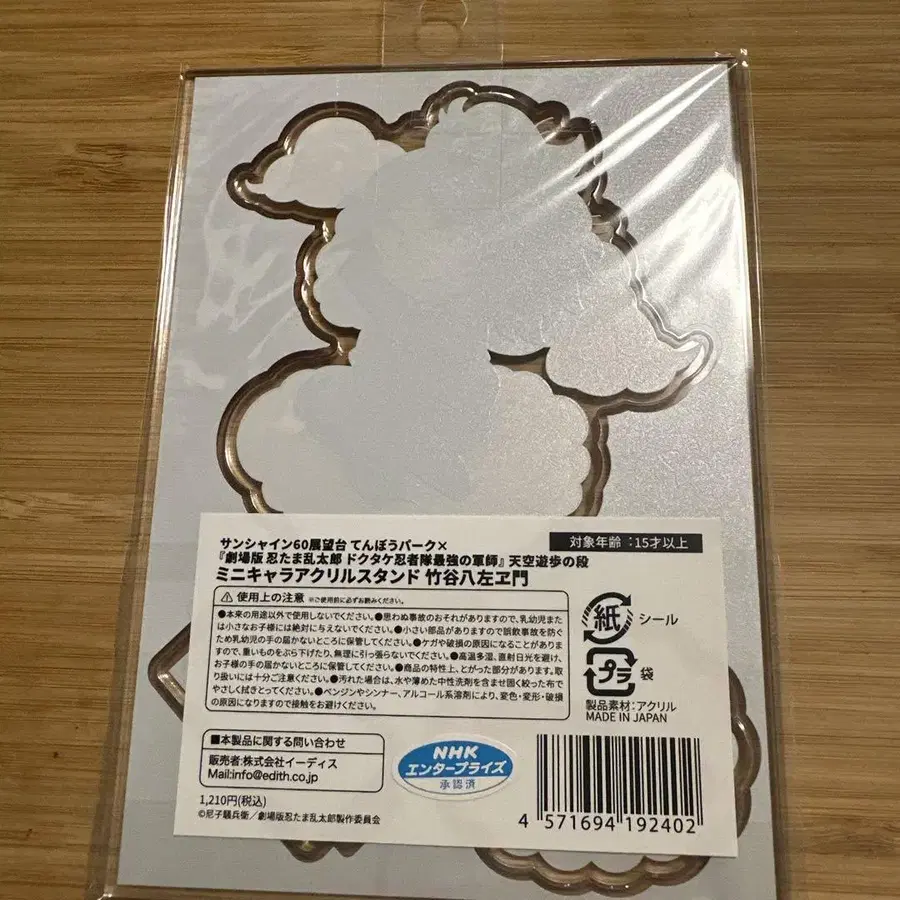 サンシャイン60展望台 てんぼうパーク×
『劇場版 忍たま乱太郎 ドクタケ忍者隊最強の軍師』天空遊歩の段
ミニキャラアクリルスタンド 竹谷八左ヱ門
対象年齢:15才以上
⚠使用上の注意 ※ご使用前に必ずお読みください。
●本来の用途以外で使用しないでください。●思わぬ事故のおそれがありますので、乳幼児また
は小さなお子様には絶対に与えないでください。●小さい部品がありますので誤飲事故を防ぐ
ため乳幼児の手の届かないところに保管してください。●ケガや破損の原因になることがありま
すので、重いものをぶら下げたり、無理に引っ張らないでください。●高温多湿、直射日光を避け、
お子様の手の届かないところに保管してください。●商品の特性上、とがった部分があります。取
り扱いには十分ご注意ください。●汚れた場合は、水や薄めた中性洗剤を含ませ固く絞った布で
やさしく拭きとってください。●ベンジンやシンナー、アルコール系溶剤により、変色・変形・破損
の原因になりますので接触をお避けください。
紙 シール
プラ 袋
製品素材:アクリル
MADE IN JAPAN
■本製品に関する問い合わせ
販売者:株式会社イーディス
Mail:info@edith.co.jp
NHK
エンタープライズ
承認済
1,210円(税込)
©尼子騒兵衛/劇場版忍たま乱太郎製作委員会
4 571694 192402